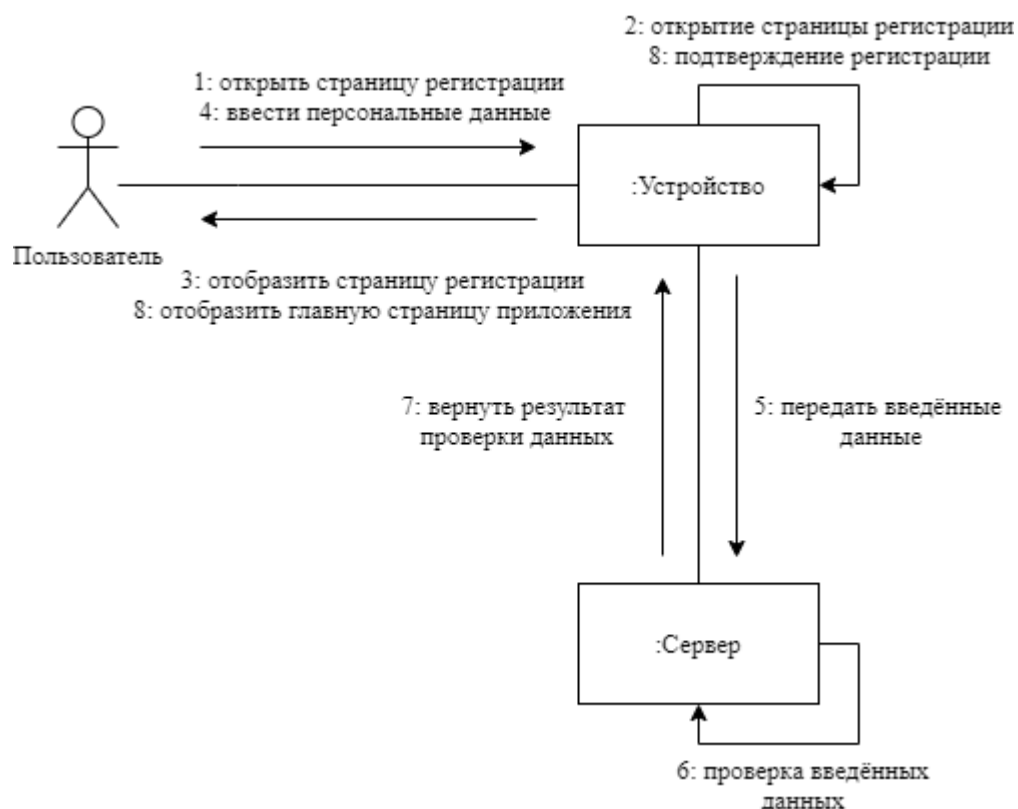 2: открытие страницы регистрации
8: подтверждение регистрации
1: открыть страницу регистрации
4: ввести персональные данные
:Устройство
Пользователь
3: отобразить страницу регистрации
8: отобразить главную страницу приложения
7: вернуть результат
проверки данных
5: передать введённые
данные
:Сервер
6: проверка введённых
данных